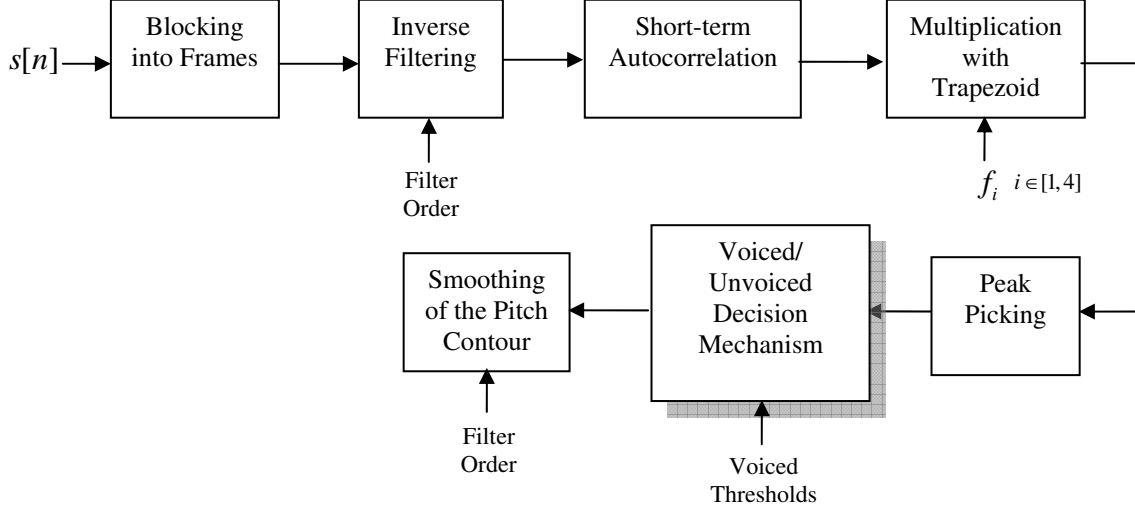 s[n]
Blocking
into Frames
Inverse
Filtering
Short-term
Autocorrelation
Multiplication
with
Trapezoid
Filter
Order
f_i i∈[1,4]
Smoothing
of the Pitch
Contour
Voiced/
Unvoiced
Decision
Mechanism
Peak
Picking
Filter
Order
Voiced
Thresholds